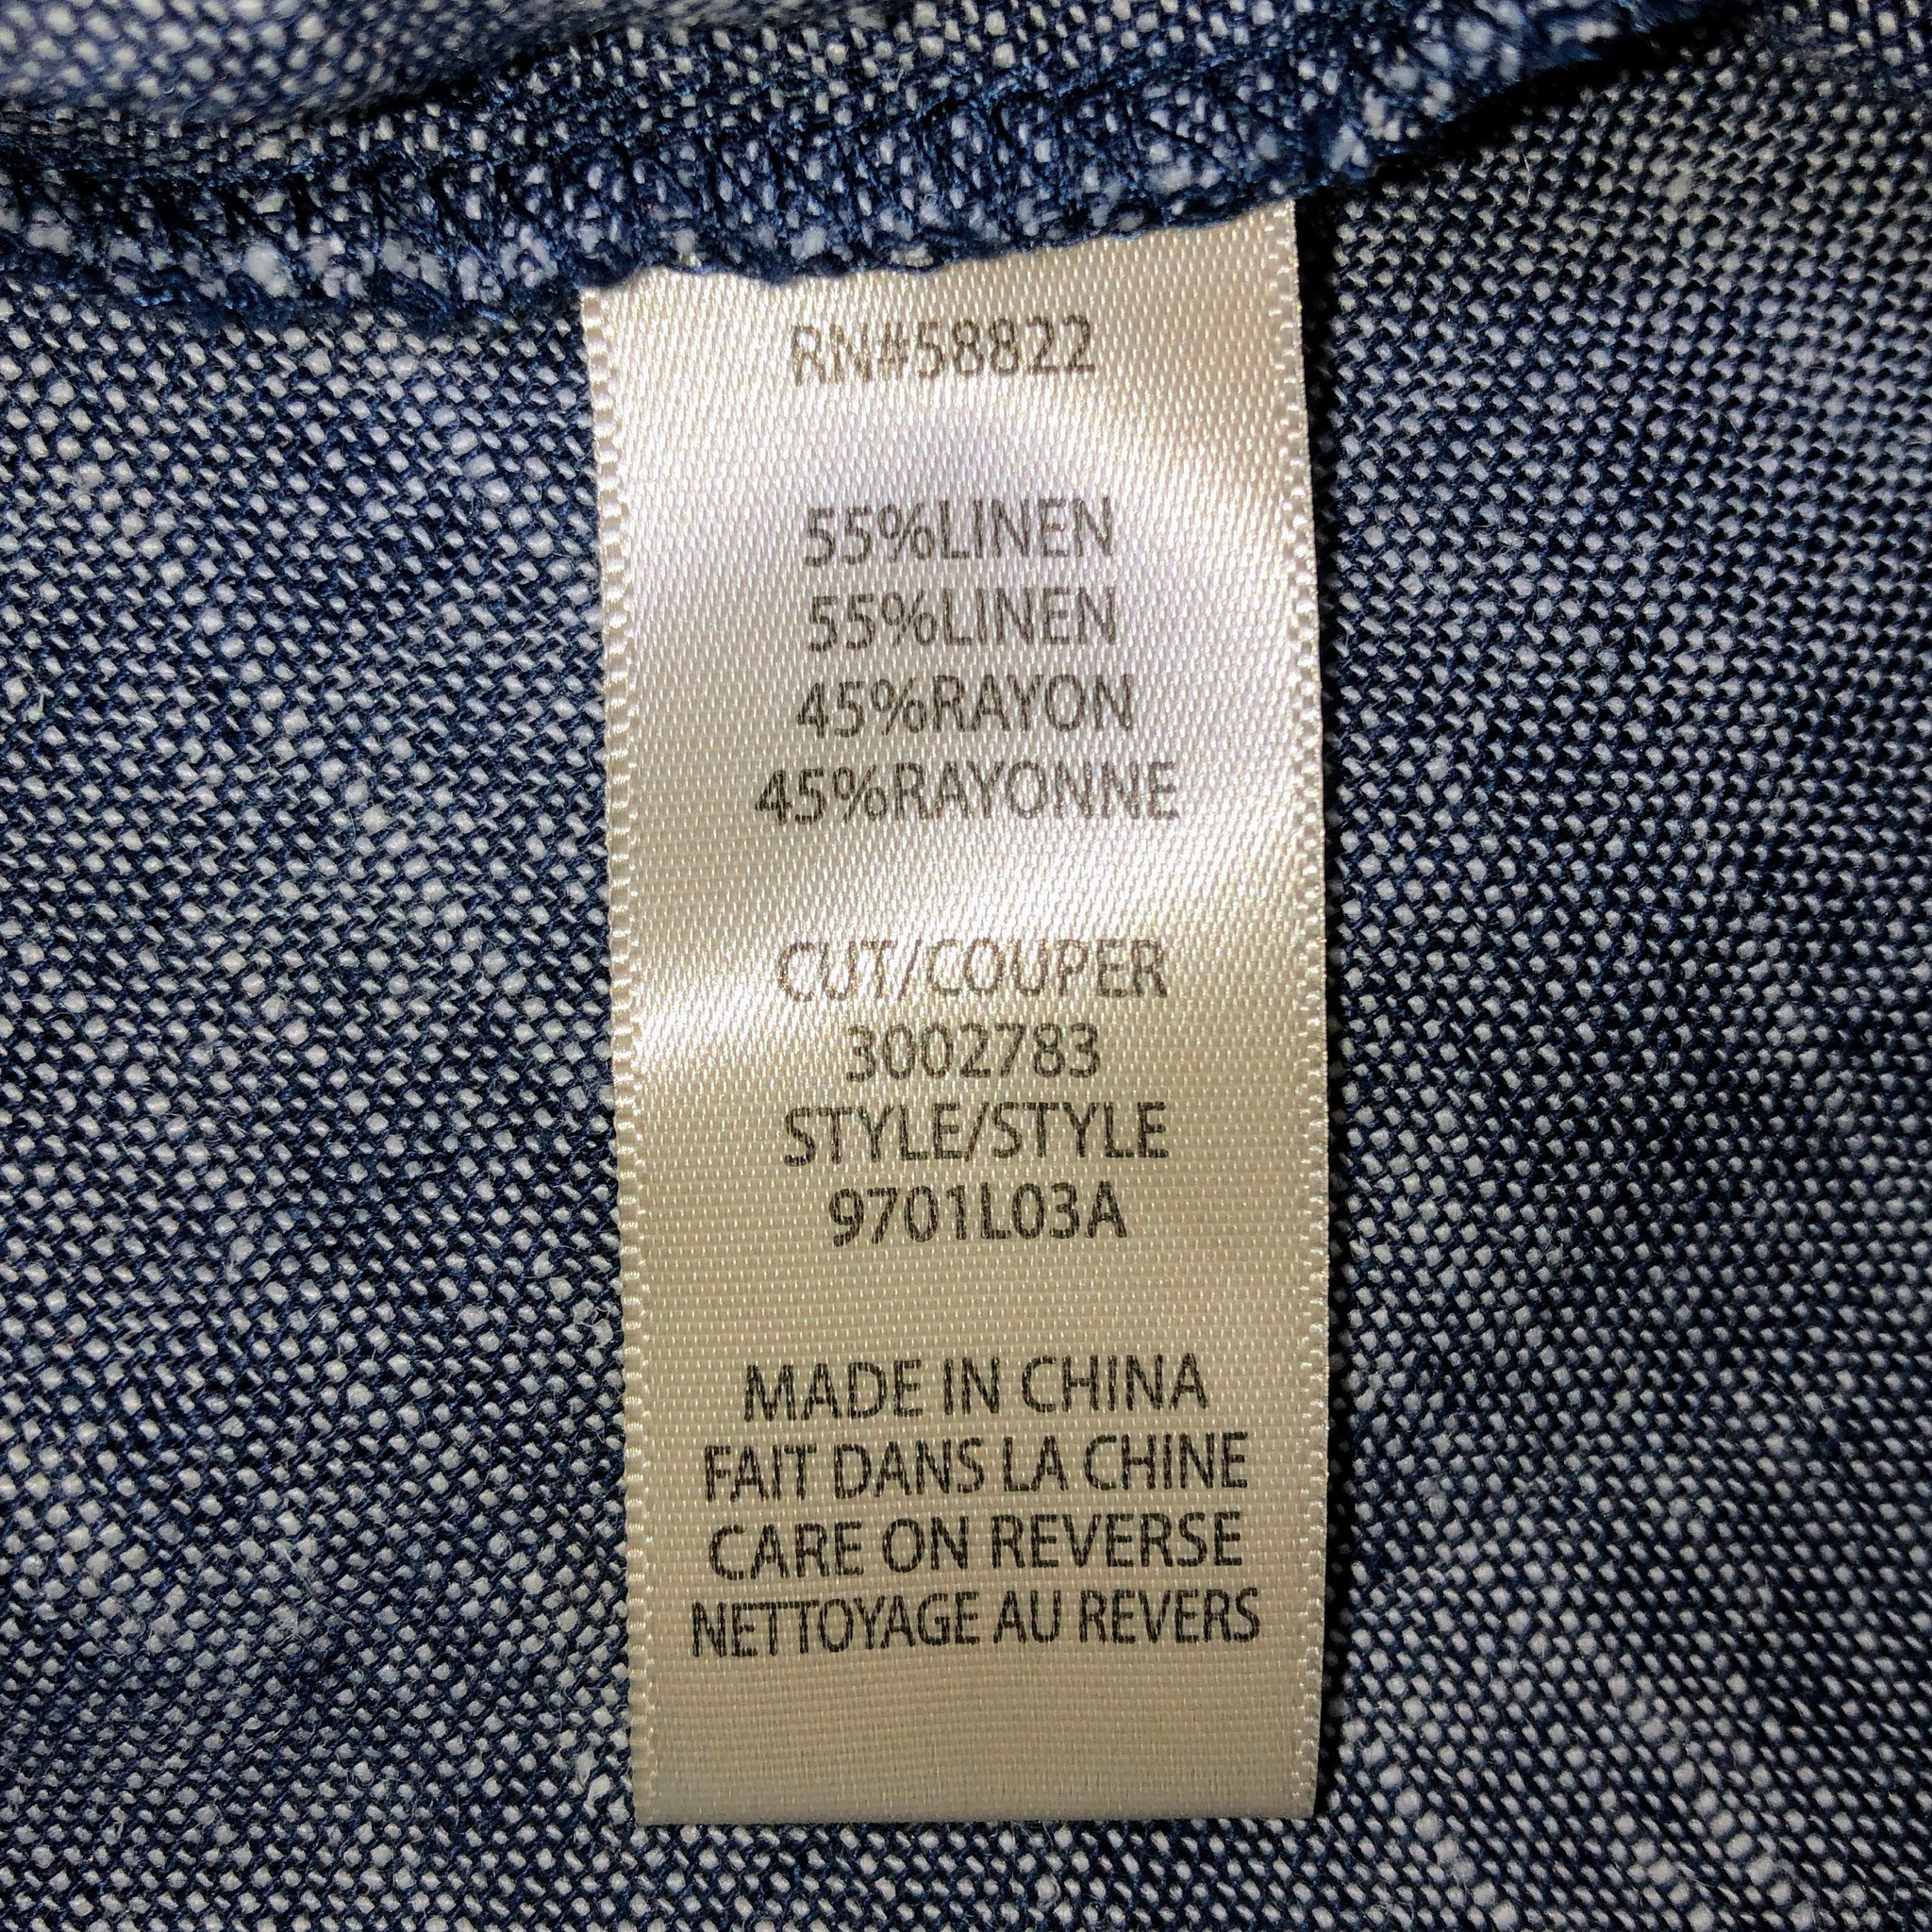 RN#58822
55%LINEN
55%LINEN
45%RAYON
45%RAYONNE
CUT/COUPER
3002783
STYLE/STYLE
9701L03A
MADE IN CHINA
FAIT DANS LA CHINE
CARE ON REVERSE
NETTOYAGE AU REVERS